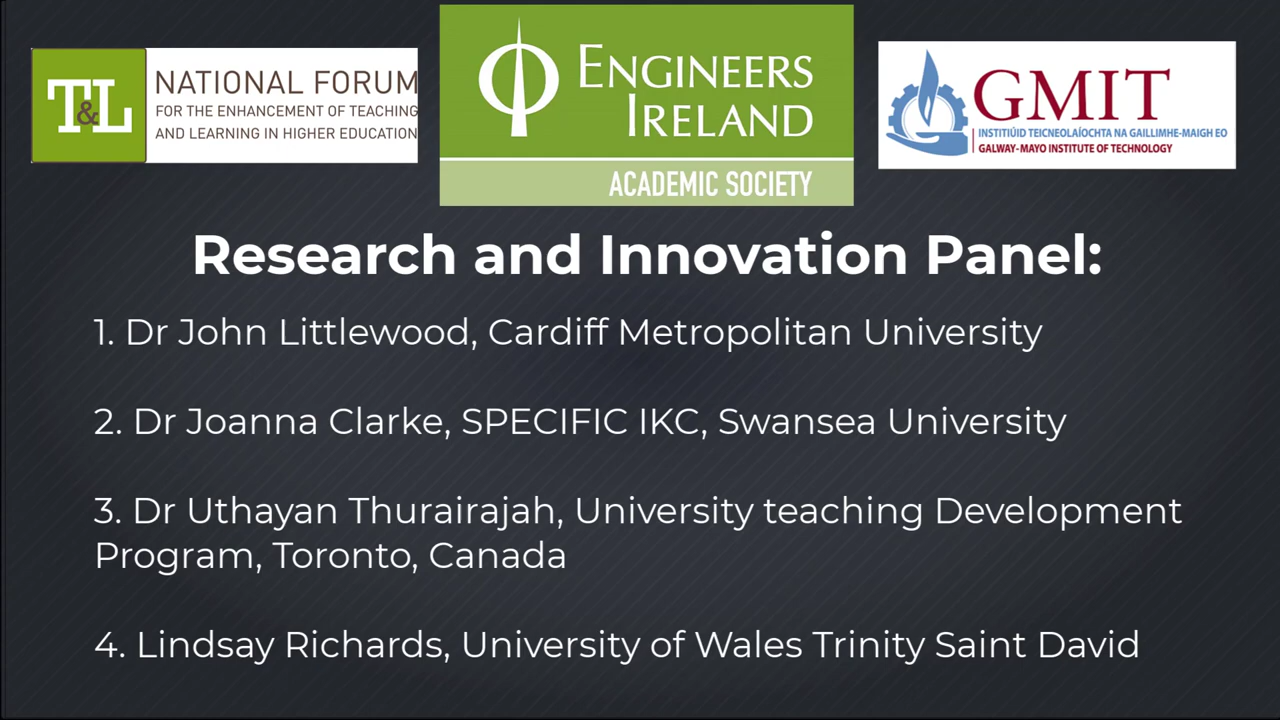 T&L
NATIONAL FORUM
FOR THE ENHANCEMENT OF TEACHING
AND LEARNING IN HIGHER EDUCATION
ENGINEERS
IRELAND
ACADEMIC SOCIETY
GMIT
INSTITIÚID TEICNEOLAÍOCHTA NA GAILLIMHE-MAIGH EO
GALWAY-MAYO INSTITUTE OF TECHNOLOGY
Research and Innovation Panel:
1. Dr John Littlewood, Cardiff Metropolitan University
2. Dr Joanna Clarke, SPECIFIC IKC, Swansea University
3. Dr Uthayan Thurairajah, University teaching Development
Program, Toronto, Canada
4. Lindsay Richards, University of Wales Trinity Saint David